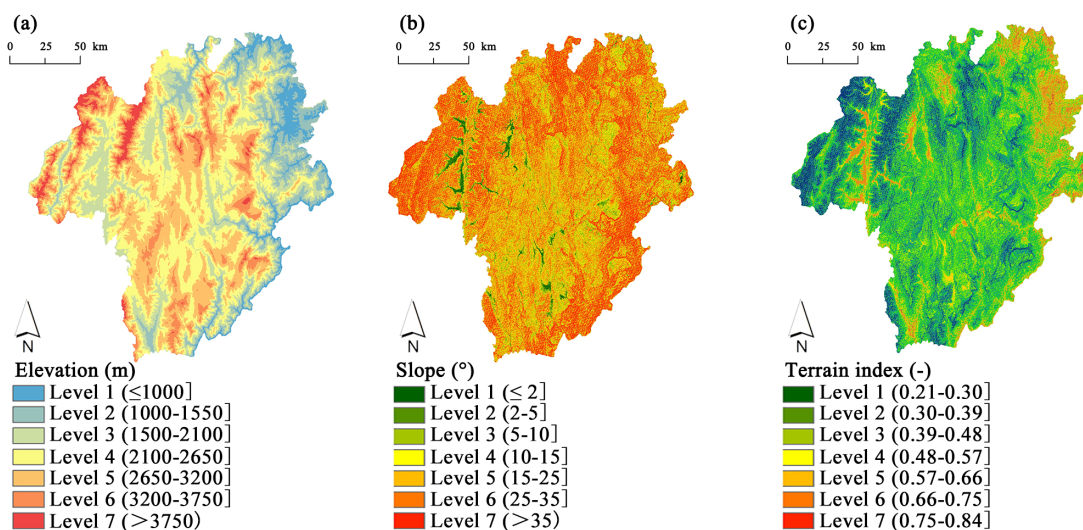 (a)
0 25 50 km
N
Elevation (m)
Level 1 (≤1000]
Level 2 (1000-1550]
Level 3 (1500-2100]
Level 4 (2100-2650]
Level 5 (2650-3200]
Level 6 (3200-3750]
Level 7 (>3750)
(b)
0 25 50 km
N
Slope (°)
Level 1 (≤ 2]
Level 2 (2-5]
Level 3 (5-10]
Level 4 (10-15]
Level 5 (15-25]
Level 6 (25-35]
Level 7 (>35)
(c)
0 25 50 km
N
Terrain index (-)
Level 1 (0.21-0.30]
Level 2 (0.30-0.39]
Level 3 (0.39-0.48]
Level 4 (0.48-0.57]
Level 5 (0.57-0.66]
Level 6 (0.66-0.75]
Level 7 (0.75-0.84]